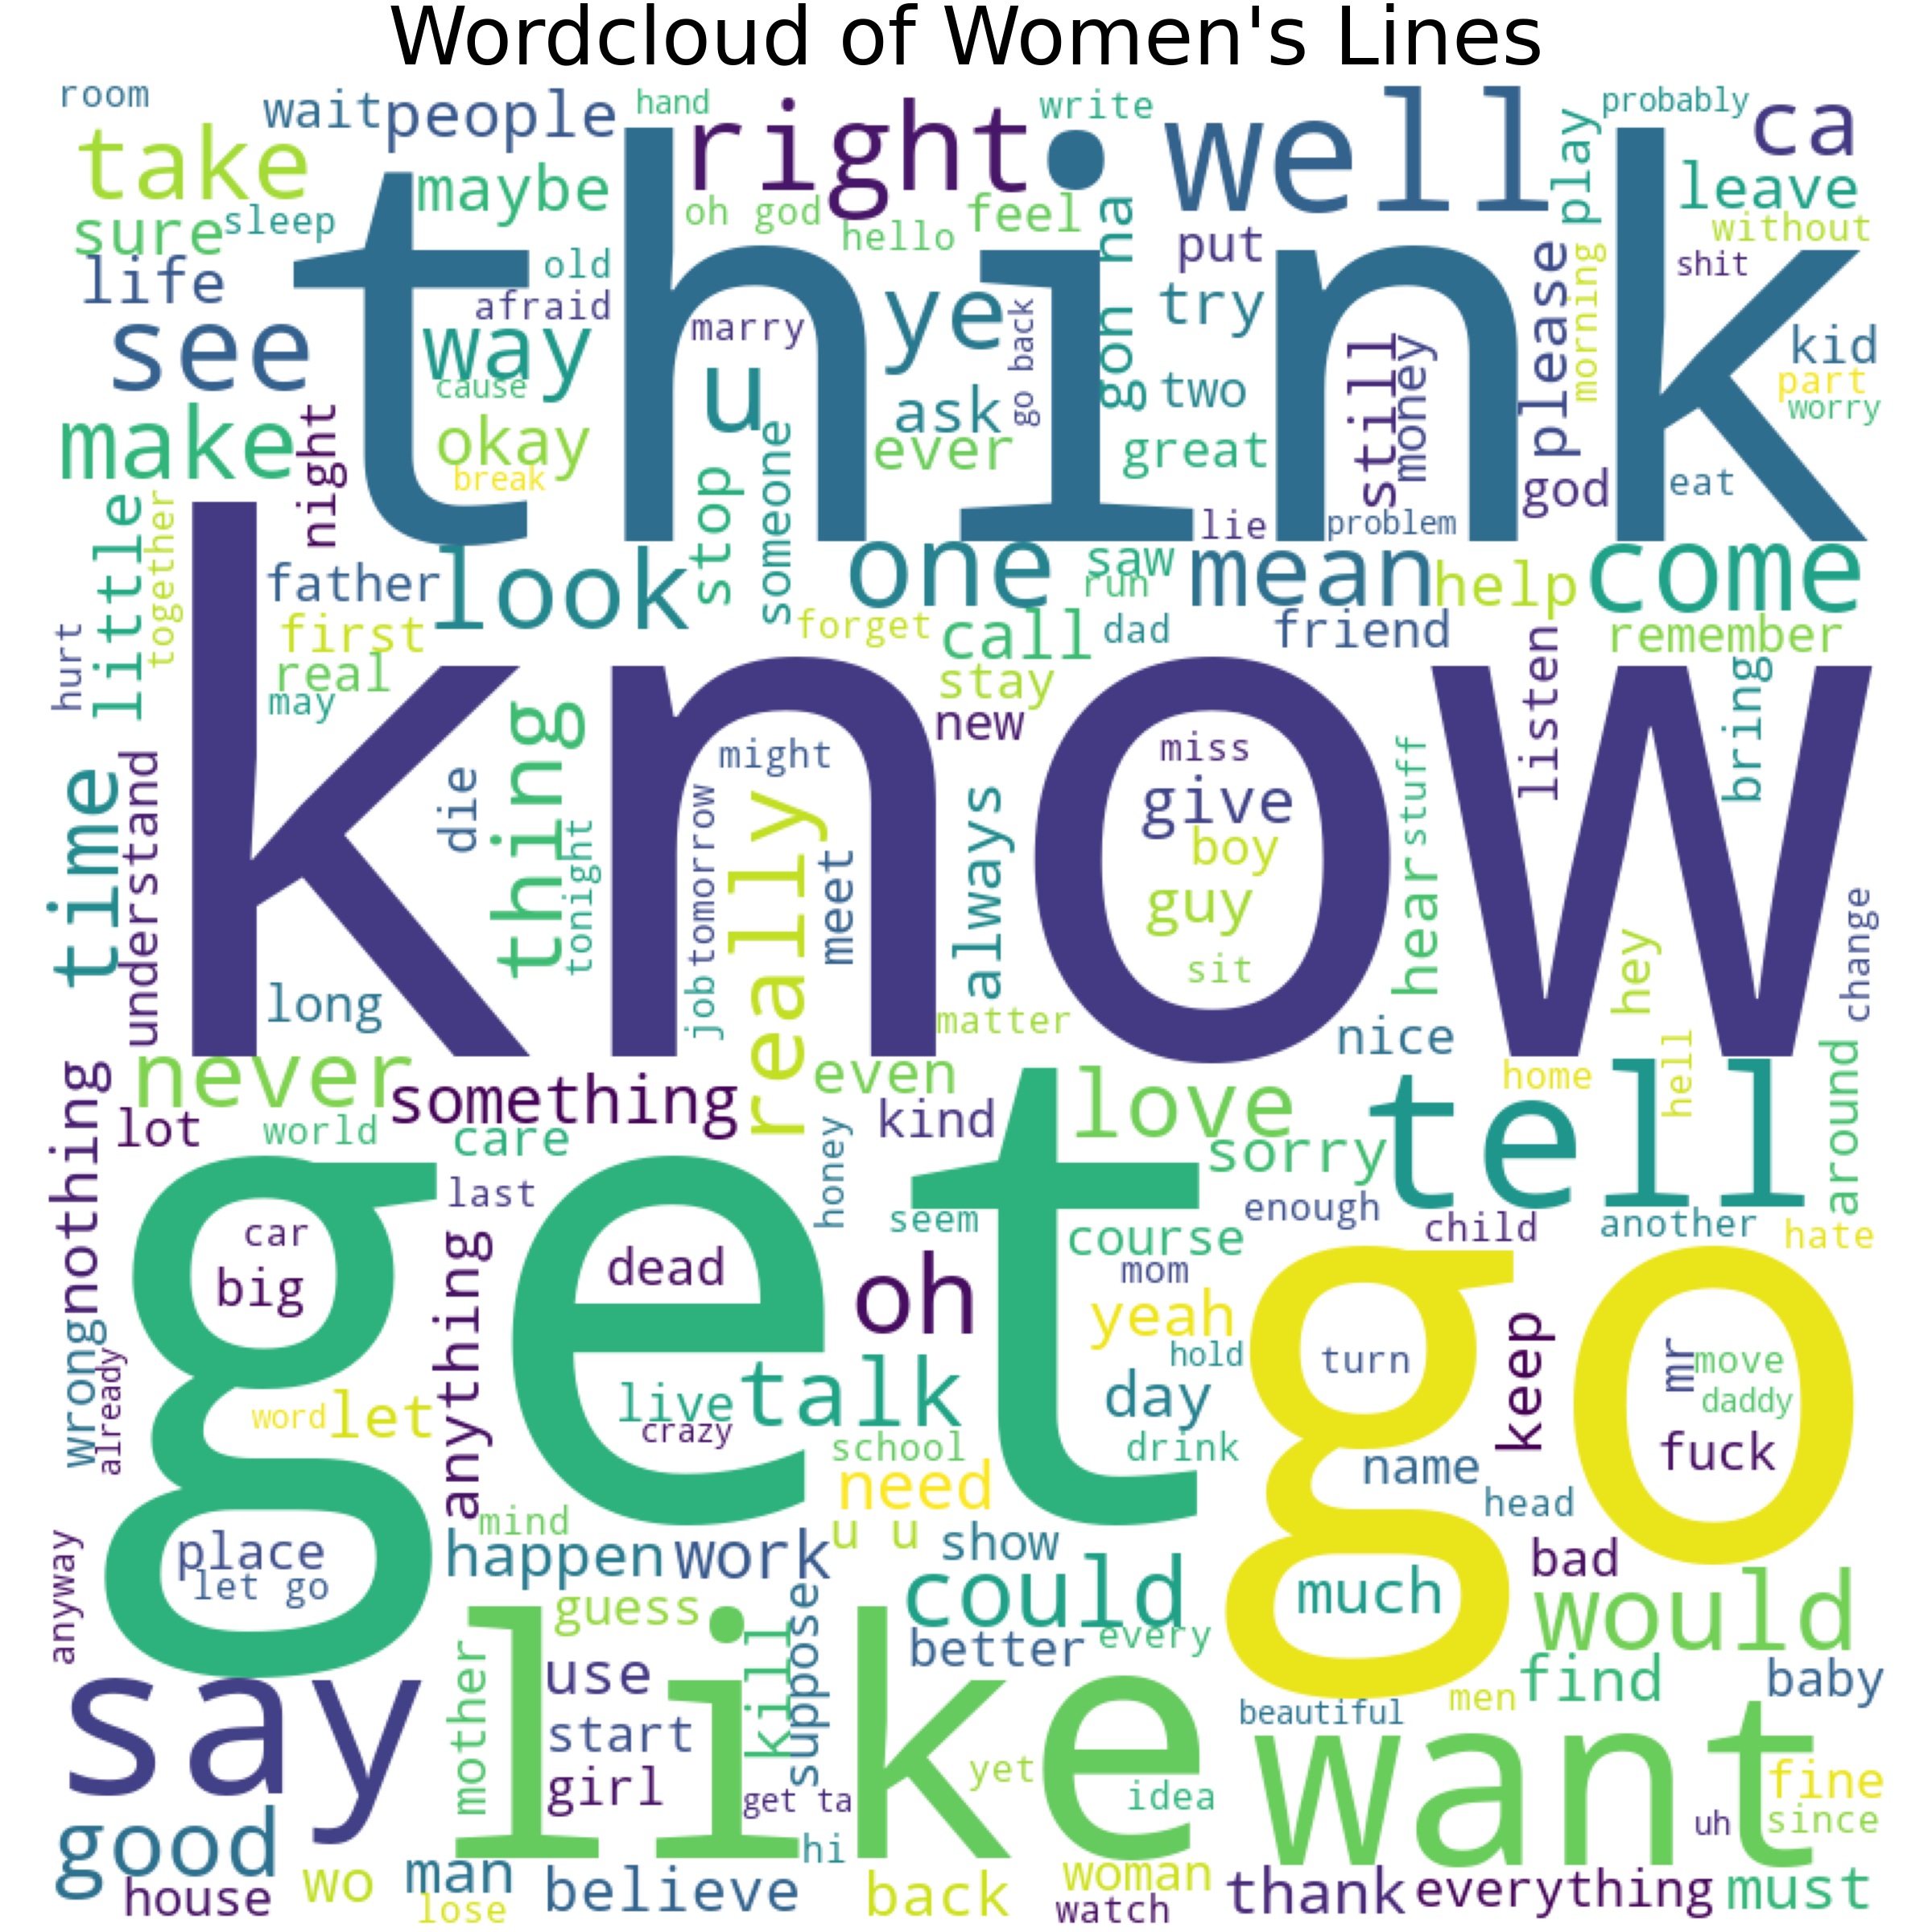 Wordcloud of Women's Lines
room
wait
people
hand
right
write
well
probably
ca
take
think
maybe
play
leave
sure
sleep
oh god
hello
feel
gon na
put
without
life
old
afraid
ye
try
please
morning
shit
see
way
marry
u
go back
still
money
kid
cause
ask
two
part
worry
make
night
okay
someone
ever
great
break
stop
god
eat
little
together
lie
problem
know
father
look
one
saw
run
mean
help
come
first
forget
call
dad
friend
remember
hurt
real
may
stay
listen
bring
thing
new
time
understand
die
might
miss
stuff
tonight
job
tomorrow
really
meet
always
give
boy
guy
hear
sit
hey
change
long
matter
nice
never
something
even
love
home
hell
around
nothing
lot
world
care
honey
kind
sorry
tell
get
last
seem
enough
child
another
hate
car
big
anything
dead
oh
course
mom
go
wrong
already
yeah
hold
turn
keep
mr
move
daddy
word
let
live
talk
crazy
day
school
drink
fuck
need
name
head
mind
u u
anyway
place
let go
happen
work
show
bad
much
guess
suppose
could
would
better
every
say
like
mother
use
kill
find
baby
men
start
beautiful
want
girl
get ta
yet
idea
fine
uh
since
good
hi
house
wo
man
lose
believe
back
woman
watch
thank
everything
must